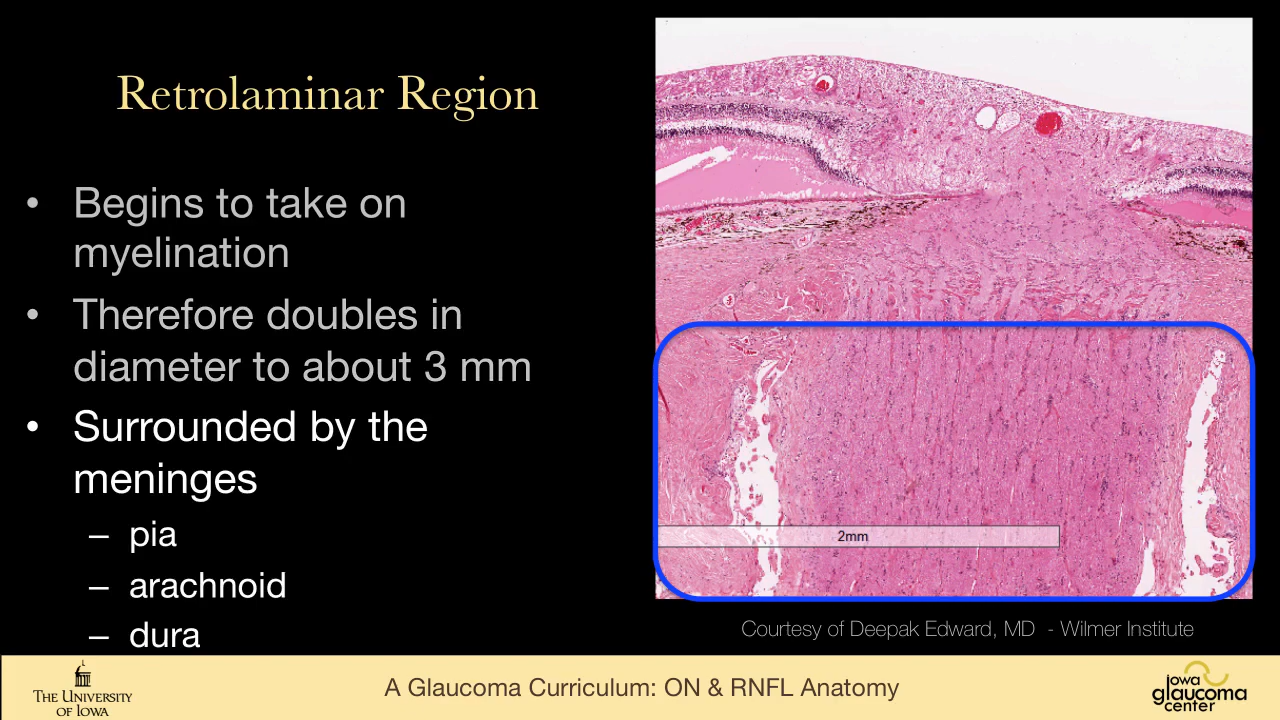 Retrolaminar Region
• Begins to take on
myelination
• Therefore doubles in
diameter to about 3 mm
• Surrounded by the
meninges
– pia
– arachnoid
– dura
2mm
Courtesy of Deepak Edward, MD - Wilmer Institute
THE UNIVERSITY
OF IOWA
A Glaucoma Curriculum: ON & RNFL Anatomy
iowa
glaucoma
center